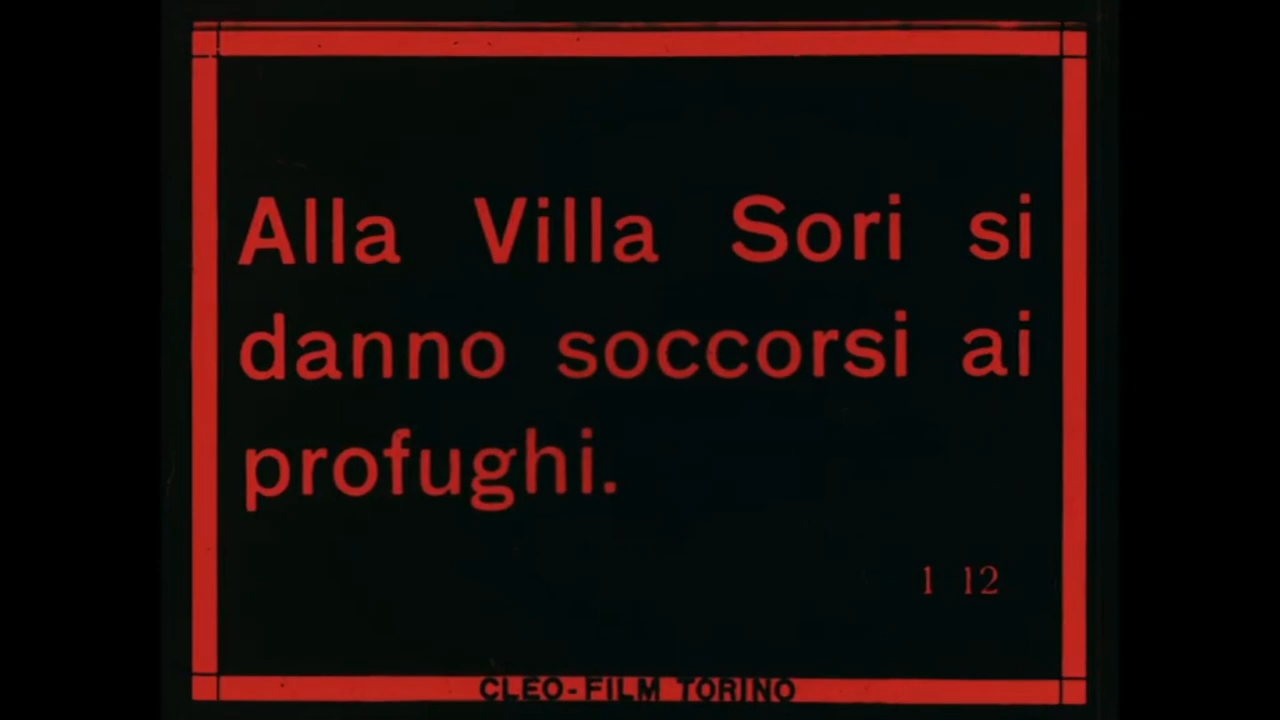 Alla Villa Sori si
danno soccorsi ai
profughi.
1 12
CLEO-FILM TORINO